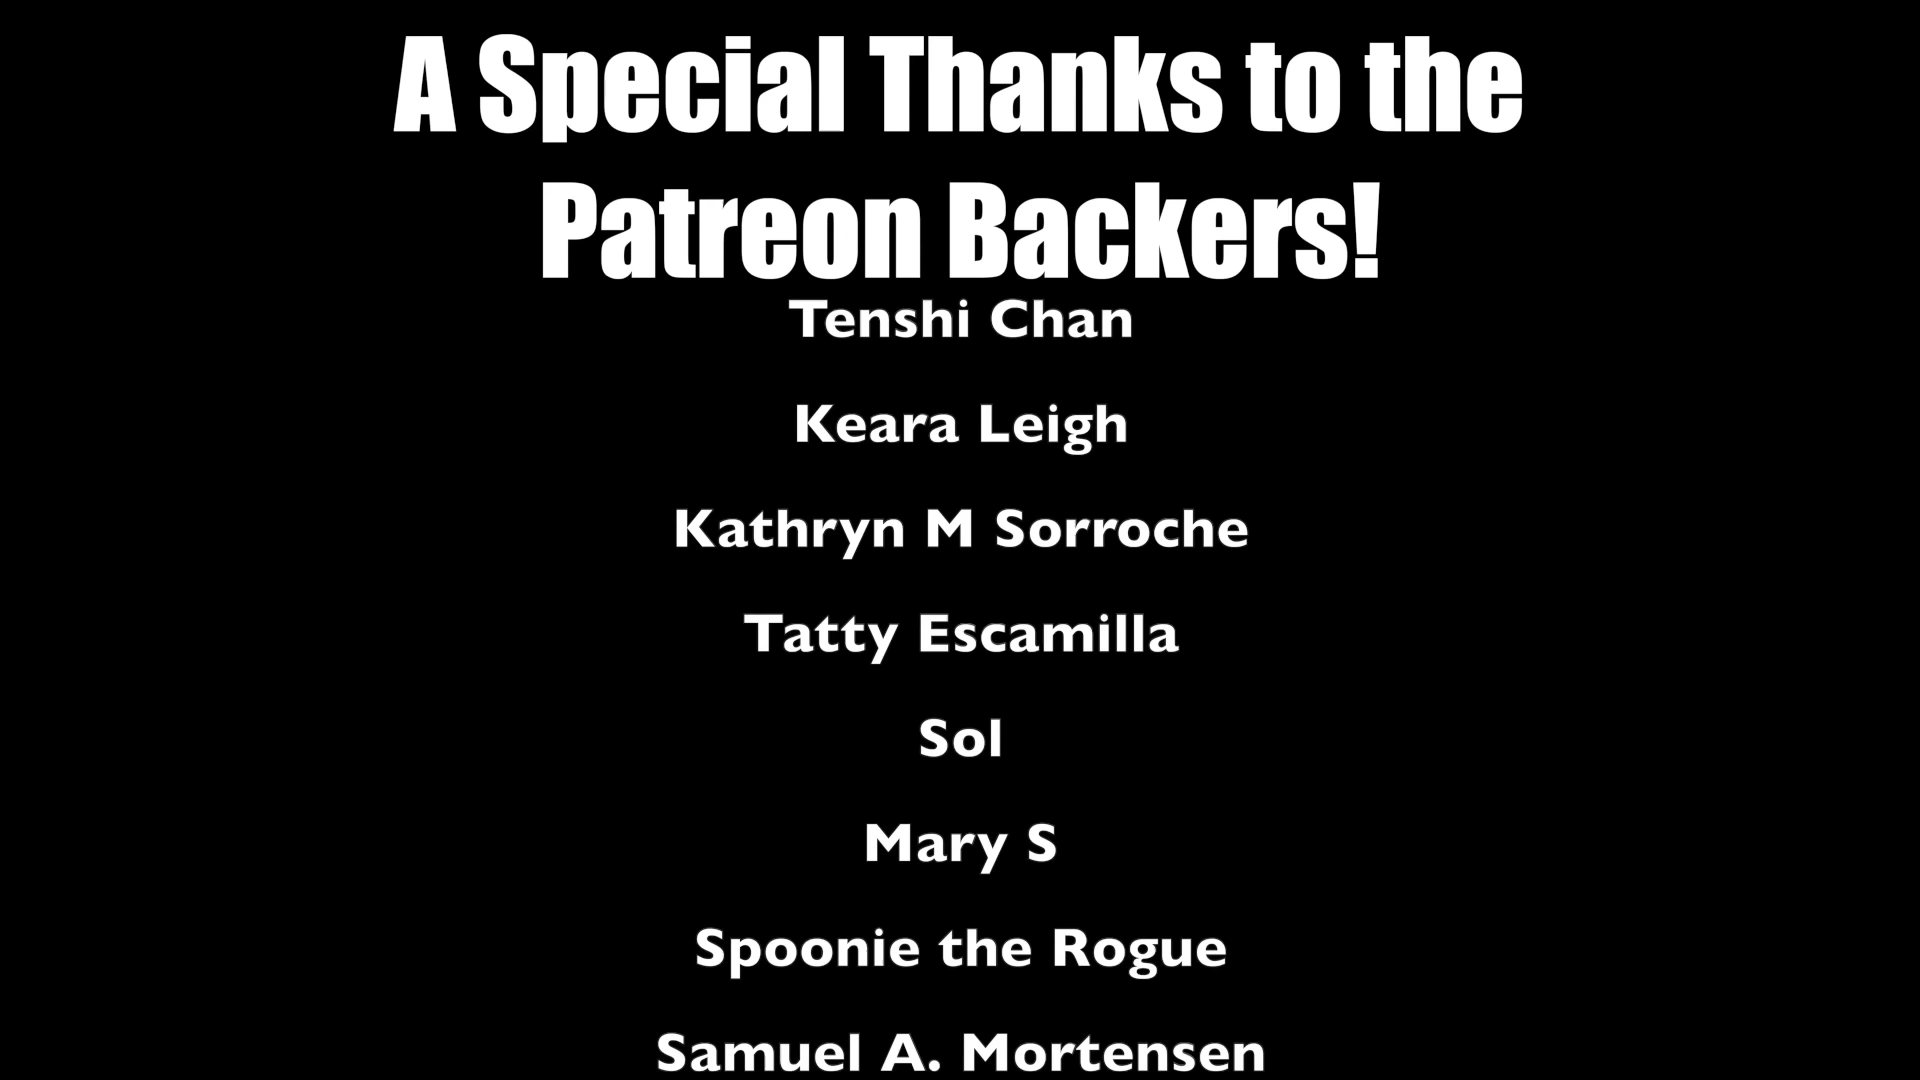 A Special Thanks to the
Patreon Backers!
Tenshi Chan
Keara Leigh
Kathryn M Sorroche
Tatty Escamilla
Sol
Mary S
Spoonie the Rogue
Samuel A. Mortensen